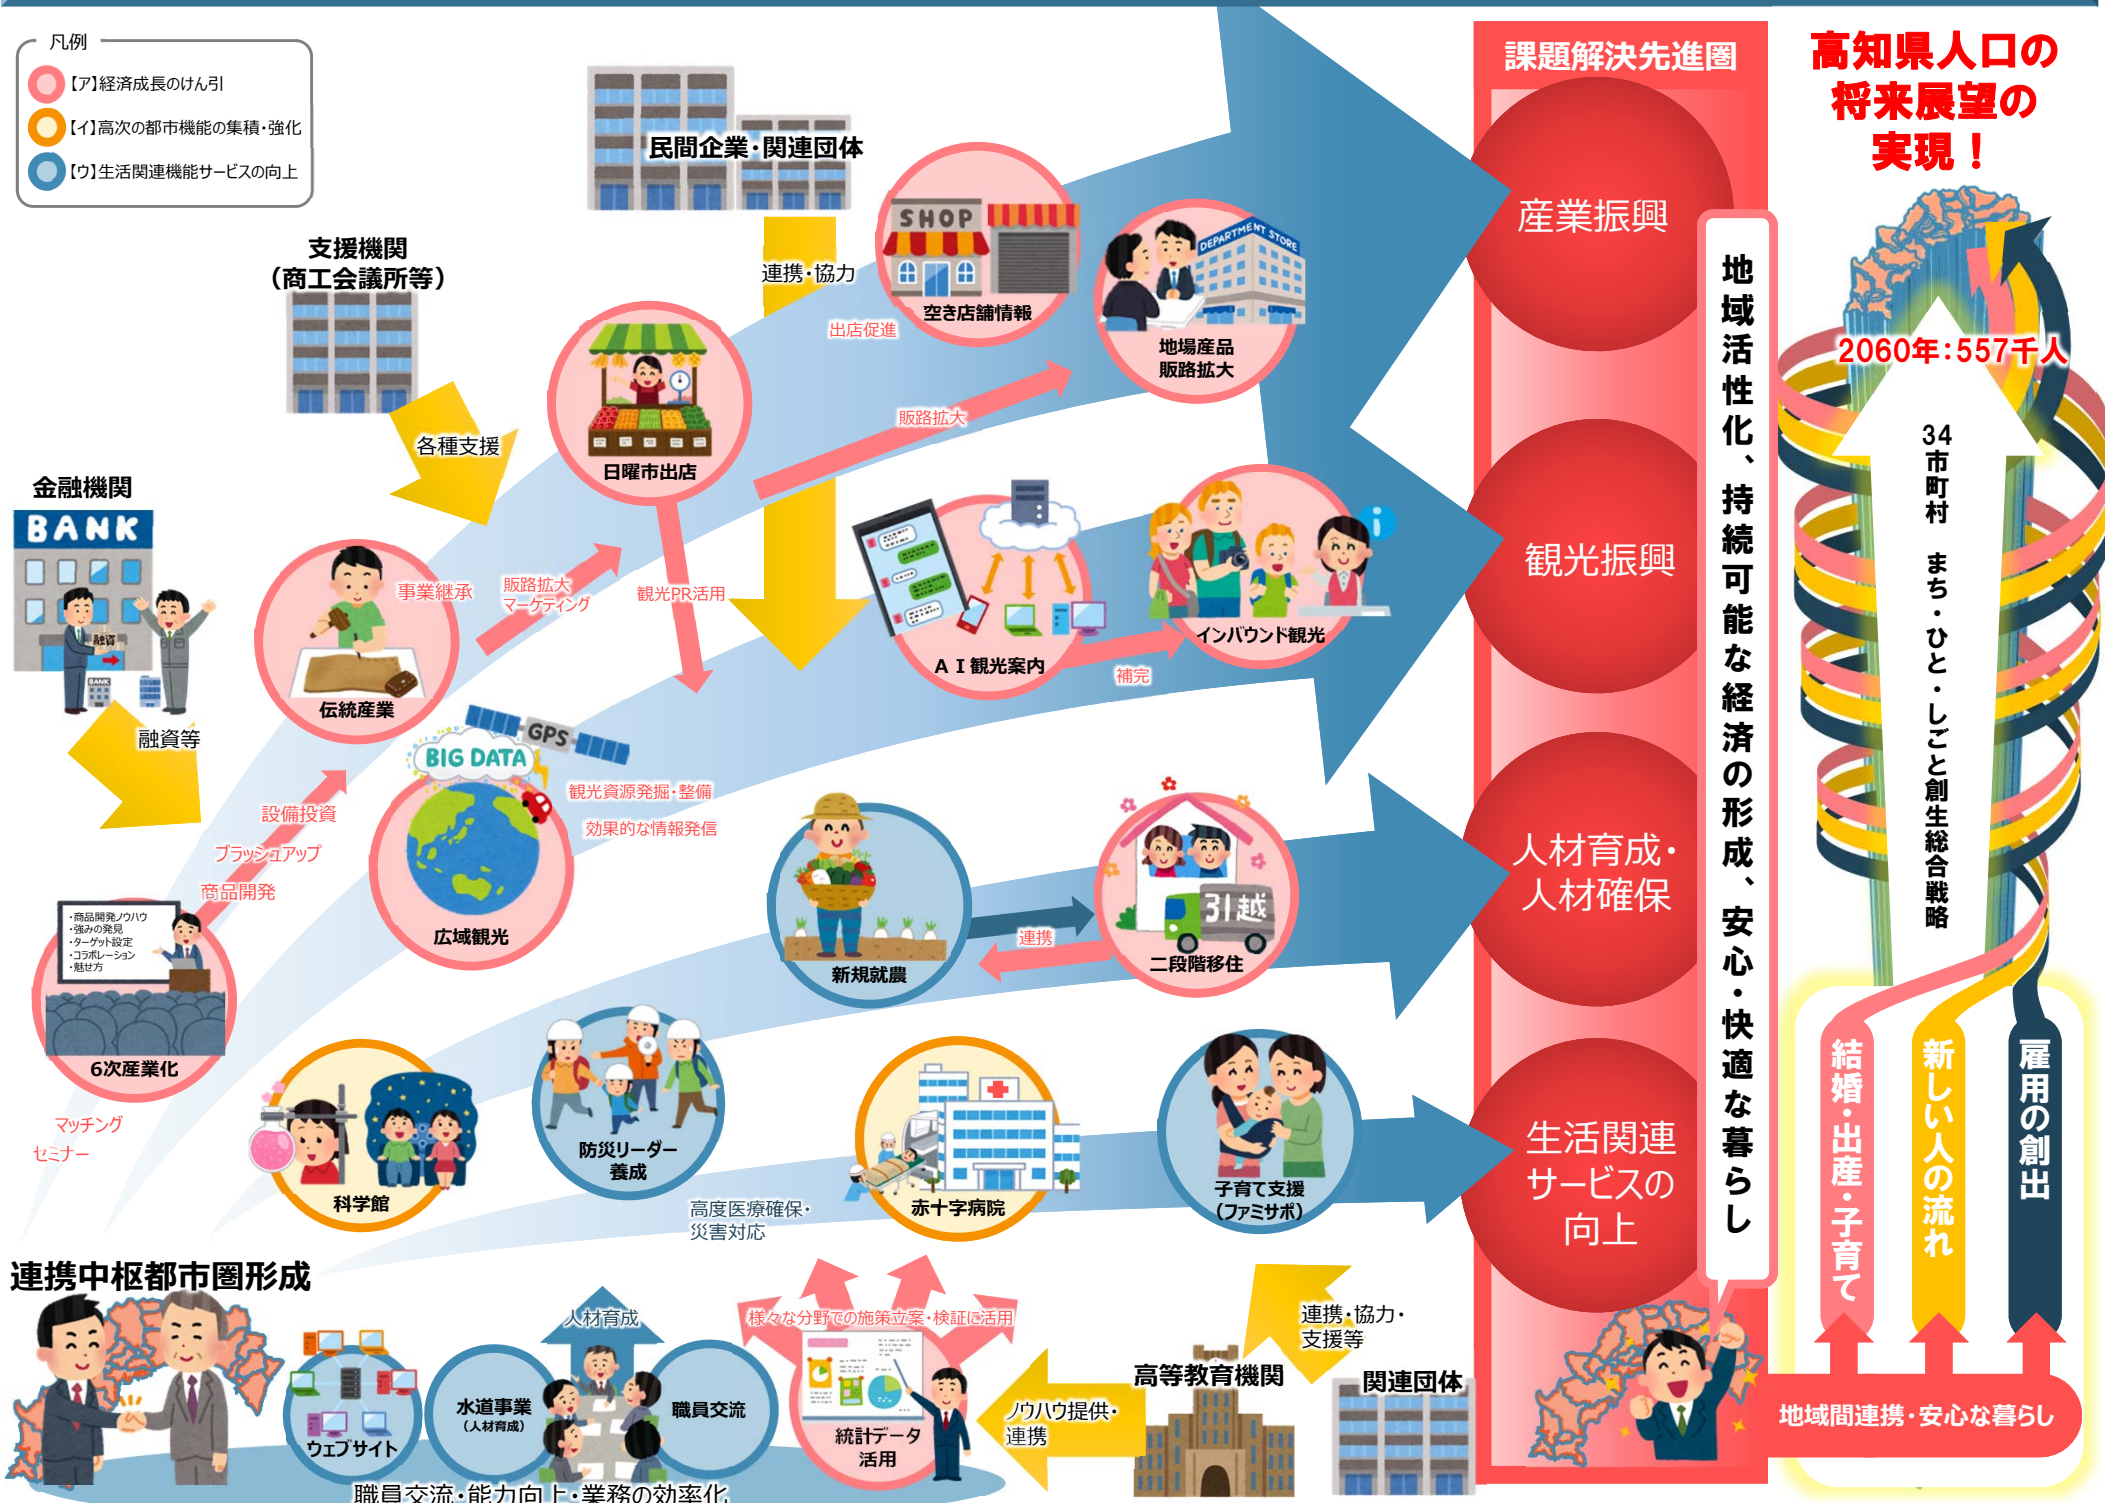 凡例
【ア】経済成長のけん引
【イ】高次の都市機能の集積・強化
【ウ】生活関連機能サービスの向上
民間企業・関連団体
連携・協力
支援機関
（商工会議所等）
各種支援
金融機関
BANK
融資
BANK
融資等
SHOP
空き店舗情報
出店促進
DEPARTMENT STORE
地場産品
販路拡大
販路拡大
日曜市出店
事業継承
販路拡大
マーケティング
観光PR活用
伝統産業
AI観光案内
補完
i
インバウンド観光
GPS
BIG DATA
観光資源発掘・整備
効果的な情報発信
広域観光
設備投資
ブラッシュアップ
商品開発
・商品開発ノウハウ
・強みの発見
・ターゲット設定
・コラボレーション
・魅せ方
6次産業化
マッチング
セミナー
新規就農
連携
引越
二段階移住
科学館
防災リーダー
養成
高度医療確保・
災害対応
赤十字病院
子育て支援
（ファミサポ）
連携中枢都市圏形成
ウェブサイト
水道事業
（人材育成）
人材育成
職員交流
職員交流・能力向上・業務の効率化
様々な分野での施策立案・検証に活用
統計データ
活用
ノウハウ提供・
連携
高等教育機関
連携・協力・
支援等
関連団体
課題解決先進圏
産業振興
観光振興
人材育成・
人材確保
生活関連
サービスの
向上
地域活性化、持続可能な経済の形成、安心・快適な暮らし
高知県人口の
将来展望の
実現！
2060年：557千人
34市町村　まち・ひと・しごと創生総合戦略
結婚・出産・子育て
新しい人の流れ
雇用の創出
地域間連携・安心な暮らし